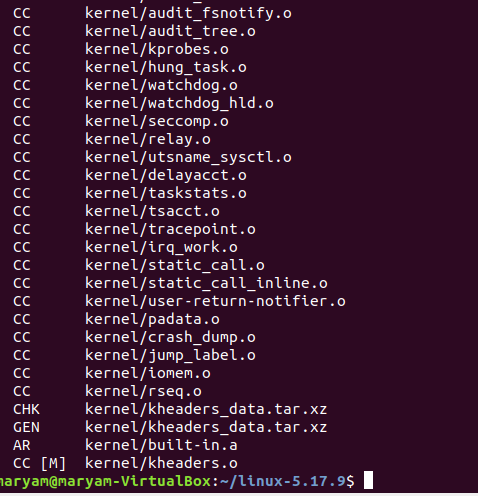 CC kernel/audit_fsnotify.o
CC kernel/audit_tree.o
CC kernel/kprobes.o
CC kernel/hung_task.o
CC kernel/watchdog.o
CC kernel/watchdog_hld.o
CC kernel/seccomp.o
CC kernel/relay.o
CC kernel/utsname_sysctl.o
CC kernel/delayacct.o
CC kernel/taskstats.o
CC kernel/tsacct.o
CC kernel/tracepoint.o
CC kernel/irq_work.o
CC kernel/static_call.o
CC kernel/static_call_inline.o
CC kernel/user-return-notifier.o
CC kernel/padata.o
CC kernel/crash_dump.o
CC kernel/jump_label.o
CC kernel/iomem.o
CC kernel/rseq.o
CHK kernel/kheaders_data.tar.xz
GEN kernel/kheaders_data.tar.xz
AR kernel/built-in.a
CC [M] kernel/kheaders.o
maryam@maryam-VirtualBox:~/linux-5.17.9$